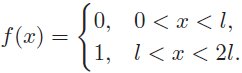 f(x) = { 0, 0 < x < l,
1, l < x < 2l.